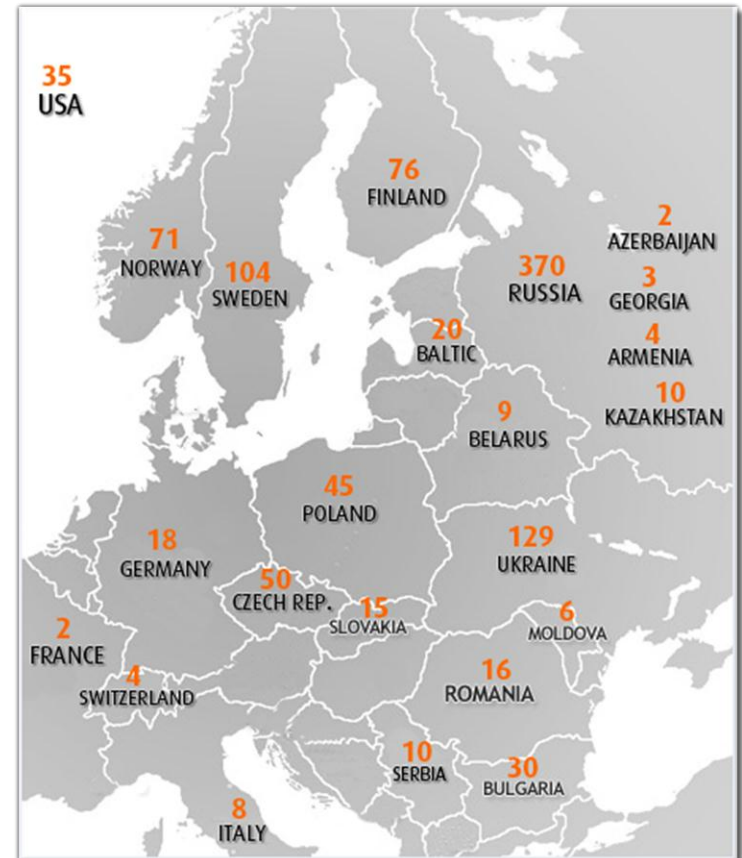 35
USA
76
FINLAND
71
NORWAY
104
SWEDEN
2
AZERBAIJAN
370
RUSSIA
3
GEORGIA
20
BALTIC
4
ARMENIA
10
KAZAKHSTAN
9
BELARUS
45
POLAND
18
GERMANY
129
UKRAINE
50
CZECH REP.
15
SLOVAKIA
6
MOLDOVA
2
FRANCE
4
SWITZERLAND
16
ROMANIA
10
SERBIA
30
BULGARIA
8
ITALY